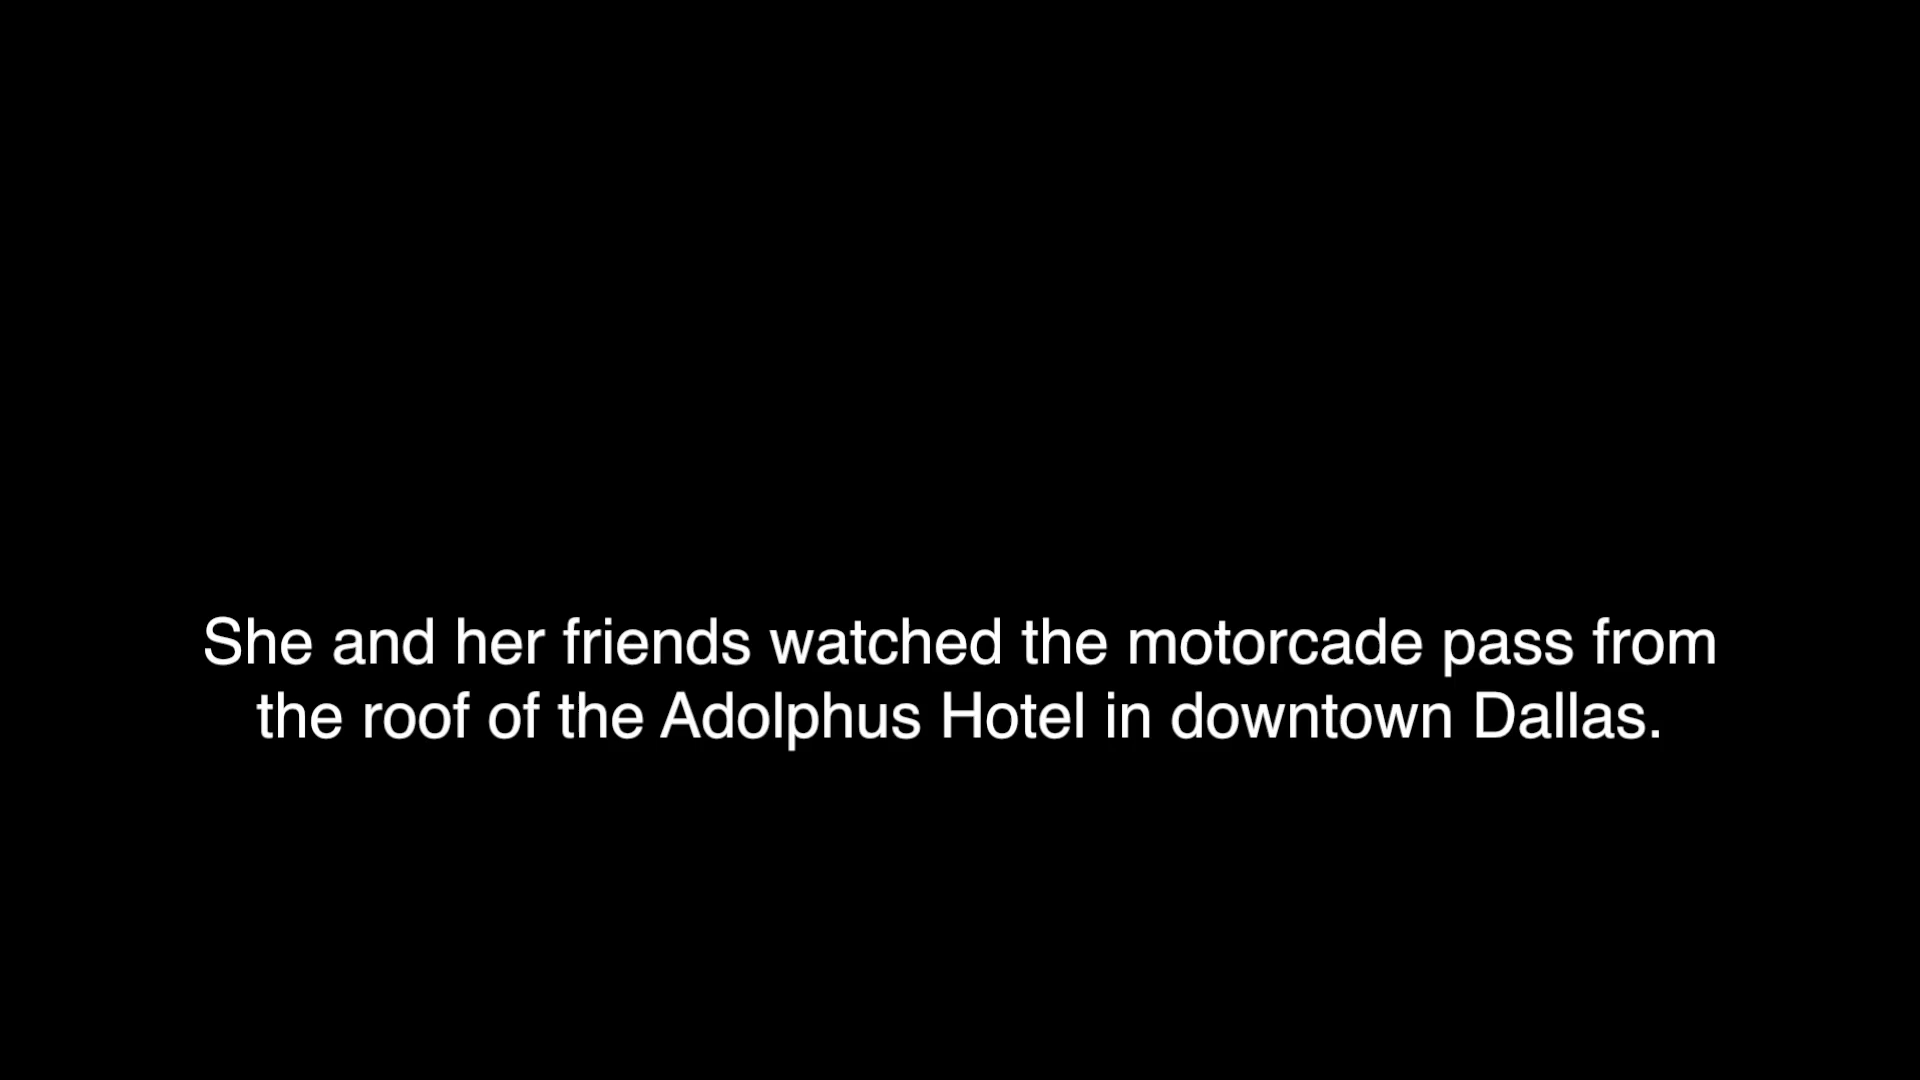 She and her friends watched the motorcade pass from
the roof of the Adolphus Hotel in downtown Dallas.